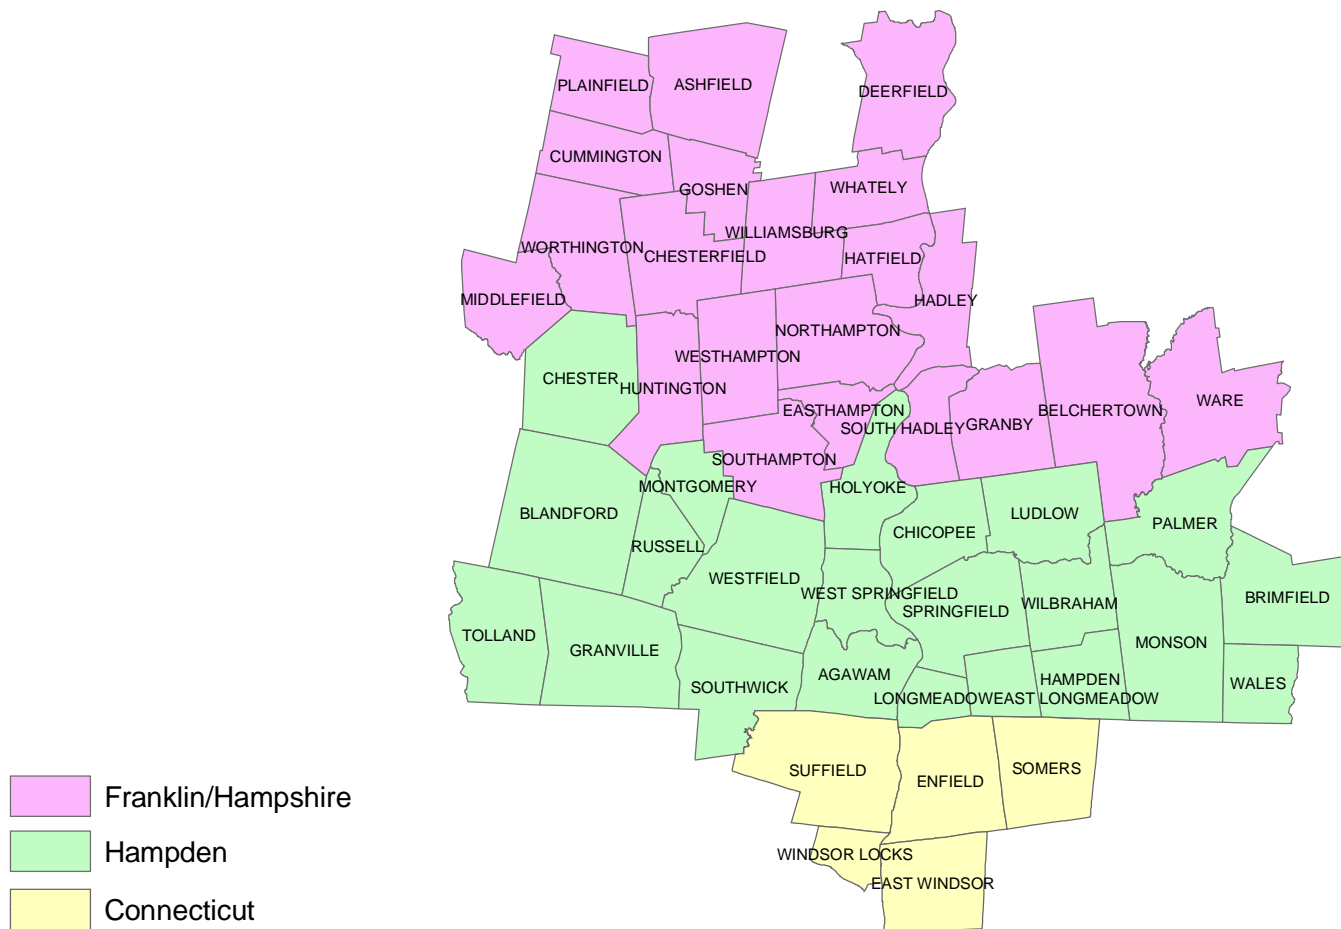 PLAINFIELD
ASHFIELD
DEERFIELD
CUMMINGTON
GOSHEN
WHATELY
WILLIAMSBURG
WORTHINGTON
CHESTERFIELD
HATFIELD
MIDDLEFIELD
HADLEY
NORTHAMPTON
WESTHAMPTON
CHESTER
HUNTINGTON
WARE
EASTHAMPTON
BELCHERTOWN
SOUTH HADLEY
GRANBY
SOUTHAMPTON
MONTGOMERY
HOLYOKE
BLANDFORD
LUDLOW
PALMER
CHICOPEE
RUSSELL
WESTFIELD
WEST SPRINGFIELD
BRIMFIELD
WILBRAHAM
SPRINGFIELD
TOLLAND
MONSON
GRANVILLE
AGAWAM
HAMPDEN
WALES
SOUTHWICK
LONGMEADOW
EAST LONGMEADOW
SUFFIELD
SOMERS
ENFIELD
WINDSOR LOCKS
EAST WINDSOR
Franklin/Hampshire
Hampden
Connecticut